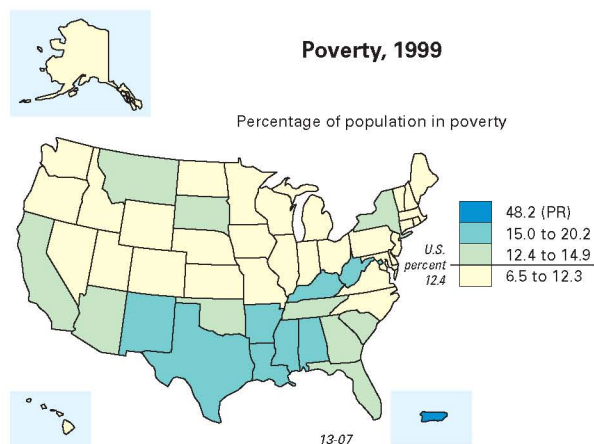 Poverty, 1999
Percentage of population in poverty
48.2 (PR)
15.0 to 20.2
12.4 to 14.9
6.5 to 12.3
U.S.
percent
12.4
13-07